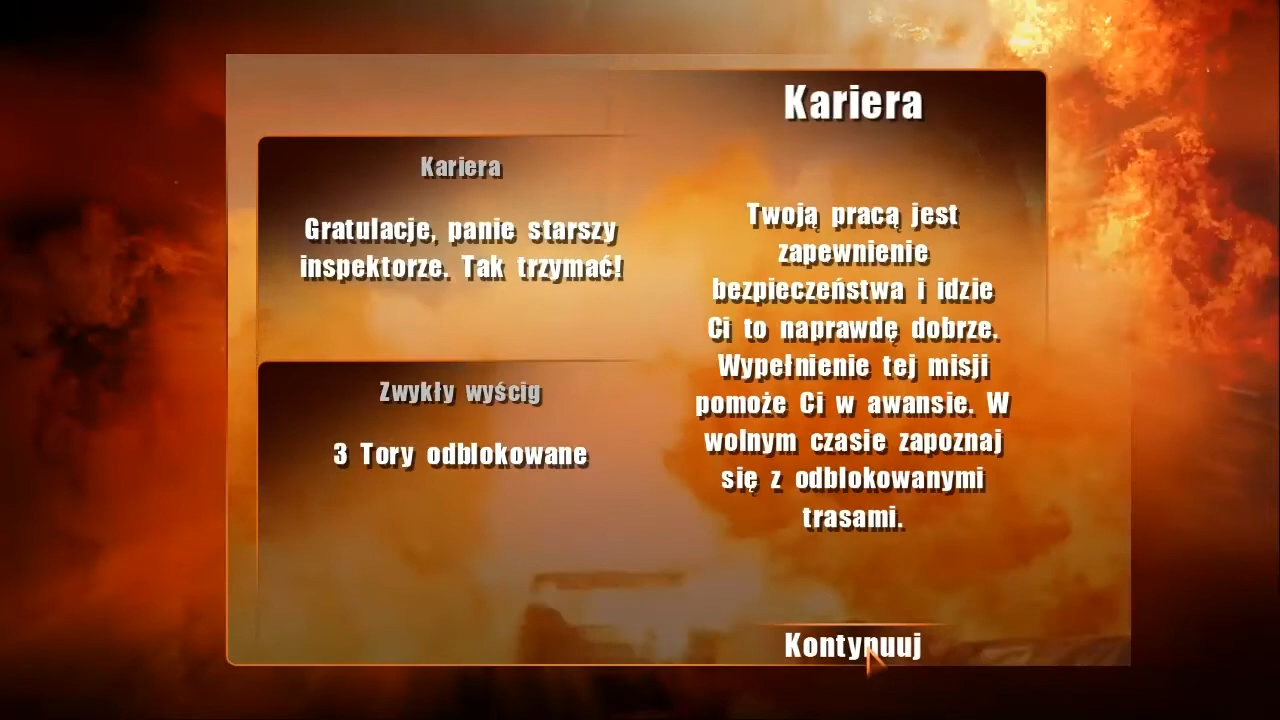 Kariera
Kariera
Gratulacje, panie starszy
inspektorze. Tak trzymać!
Zwykły wyścig
3 Tory odblokowane
Twoją pracą jest
zapewnienie
bezpieczeństwa i idzie
Ci to naprawdę dobrze.
Wypełnienie tej misji
pomoże Ci w awansie. W
wolnym czasie zapoznaj
się z odblokowanymi
trasami.
Kontynuuj